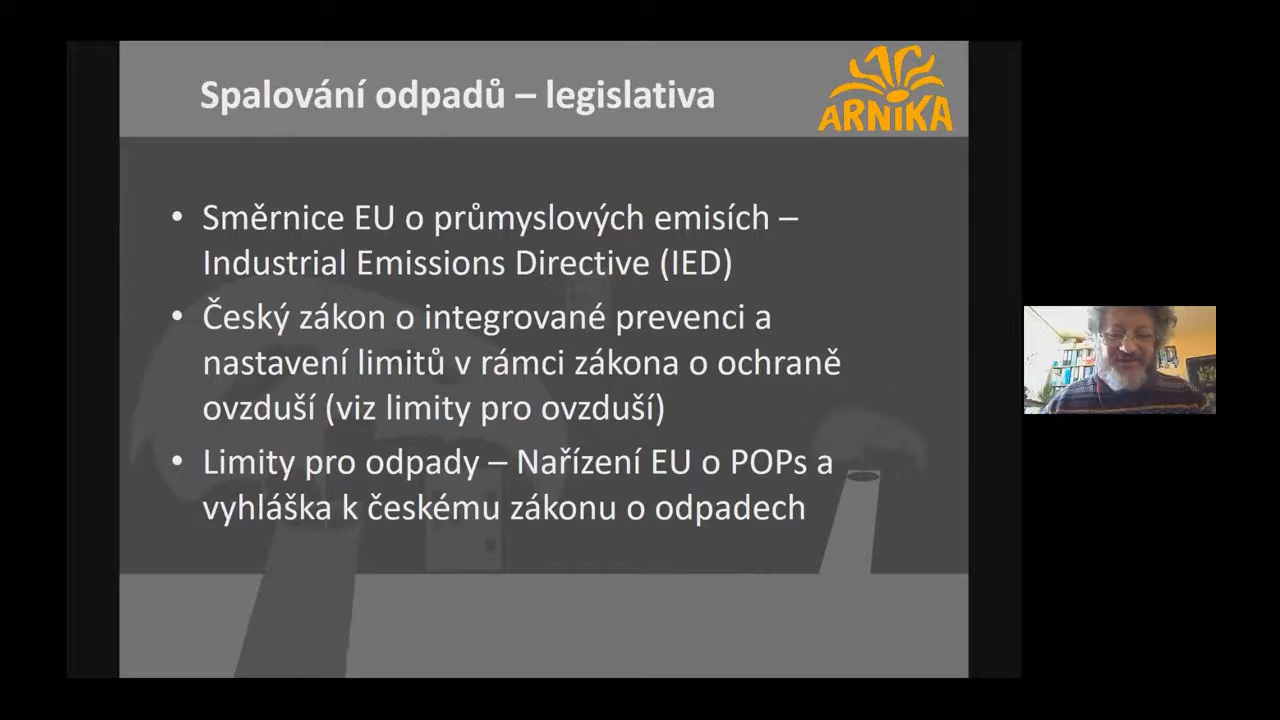 Spalování odpadů – legislativa
ARNIKA
• Směrnice EU o průmyslových emisích –
Industrial Emissions Directive (IED)
• Český zákon o integrované prevenci a
nastavení limitů v rámci zákona o ochraně
ovzduší (viz limity pro ovzduší)
• Limity pro odpady – Nařízení EU o POPs a
vyhláška k českému zákonu o odpadech